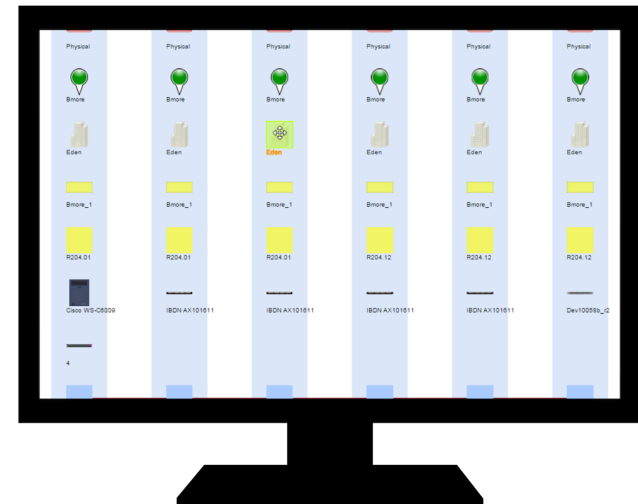 Physical Physical Physical Physical Physical Physical
Bmore Bmore Bmore Bmore Bmore Bmore
Eden Eden Eden Eden Eden Eden
Bmore_1 Bmore_1 Bmore_1 Bmore_1 Bmore_1 Bmore_1
R204.01 R204.01 R204.01 R204.12 R204.12 R204.12
Cisco WS-C6009 IBDN AX101611 IBDN AX101611 IBDN AX101611 IBDN AX101611 Dev10058b_r2
4